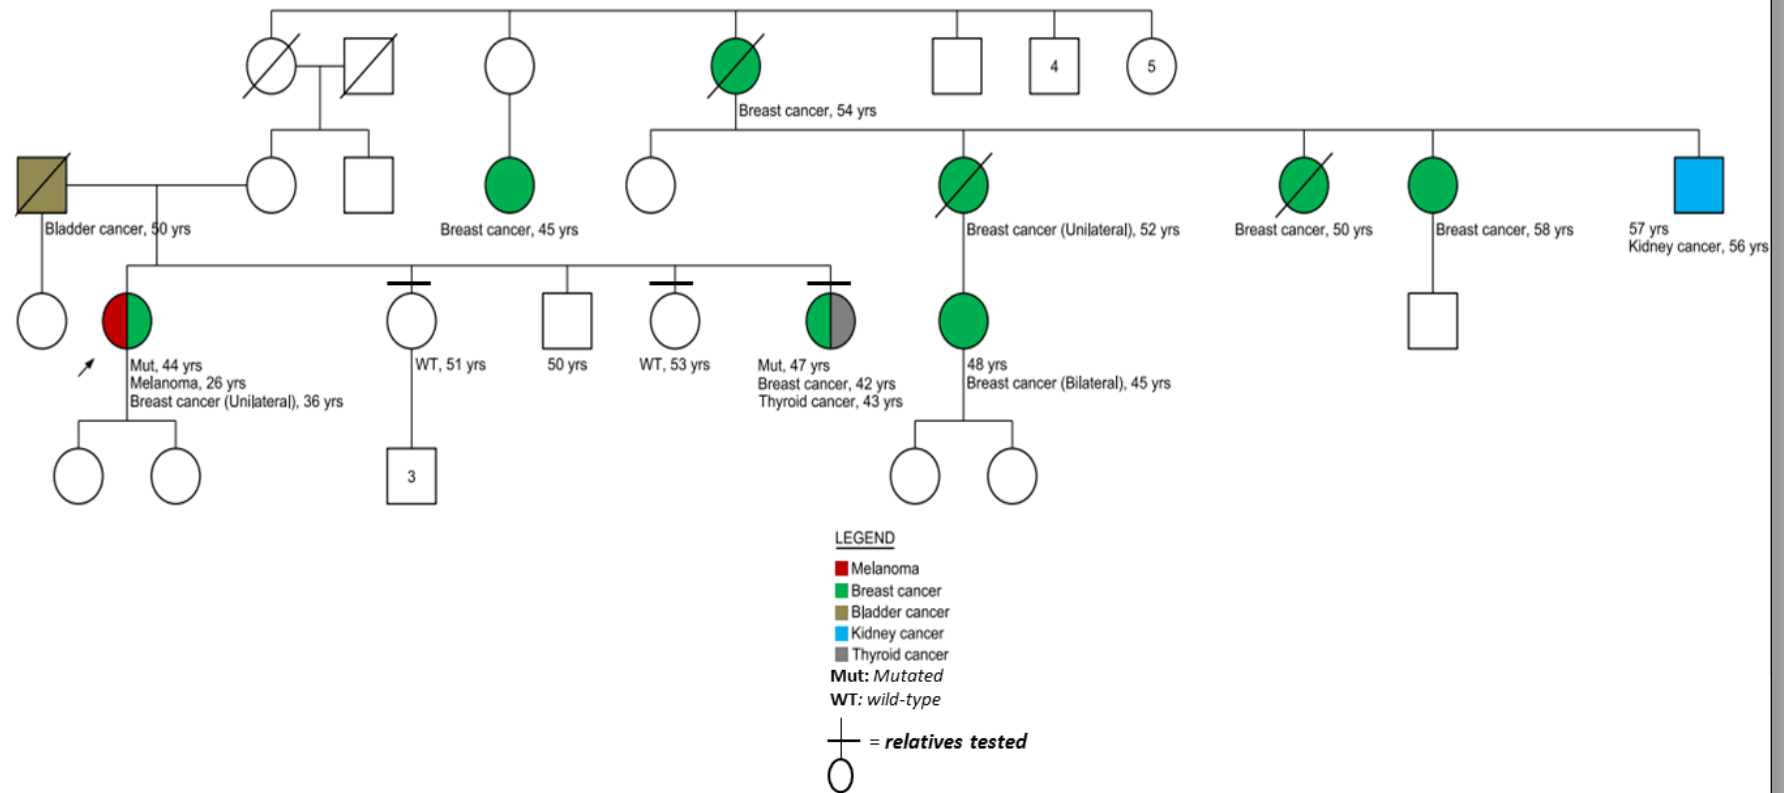 4
5
Breast cancer, 54 yrs
Bladder cancer, 50 yrs
Breast cancer, 45 yrs
Breast cancer (Unilateral), 52 yrs
Breast cancer, 50 yrs
Breast cancer, 58 yrs
57 yrs
Kidney cancer, 56 yrs
Mut, 44 yrs
Melanoma, 26 yrs
Breast cancer (Unilateral), 36 yrs
WT, 51 yrs
50 yrs
WT, 53 yrs
Mut, 47 yrs
Breast cancer, 42 yrs
Thyroid cancer, 43 yrs
48 yrs
Breast cancer (Bilateral), 45 yrs
3
LEGEND
Melanoma
Breast cancer
Bladder cancer
Kidney cancer
Thyroid cancer
Mut: Mutated
WT: wild-type
= relatives tested